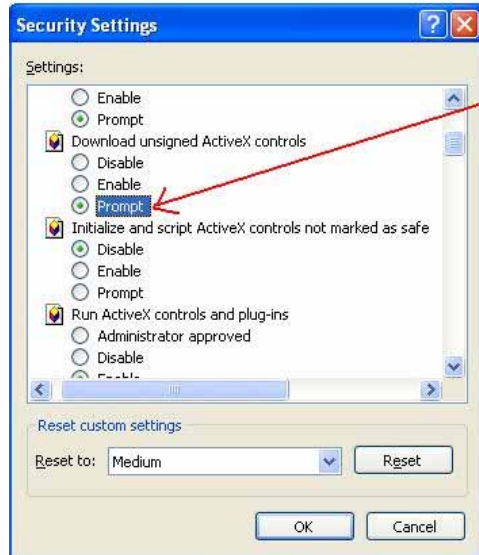 Security Settings
Settings:
Enable
Prompt
Download unsigned ActiveX controls
Disable
Enable
Prompt
Initialize and script ActiveX controls not marked as safe
Disable
Enable
Prompt
Run ActiveX controls and plug-ins
Administrator approved
Disable
Enable
Reset custom settings
Reset to: Medium Reset
OK Cancel